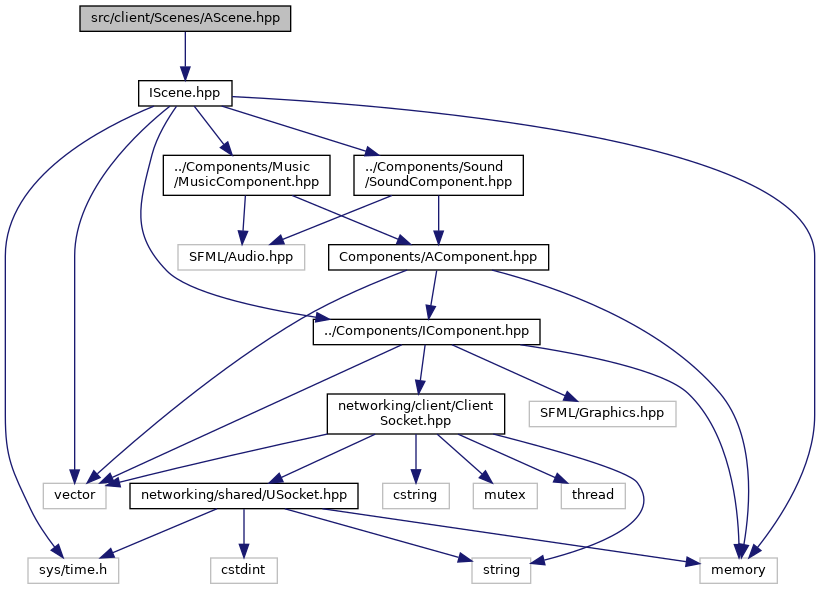 src/client/Scenes/AScene.hpp
IScene.hpp
../Components/Music
/MusicComponent.hpp
../Components/Sound
/SoundComponent.hpp
SFML/Audio.hpp
Components/AComponent.hpp
../Components/IComponent.hpp
networking/client/Client
Socket.hpp
SFML/Graphics.hpp
vector
networking/shared/USocket.hpp
cstring
mutex
thread
sys/time.h
cstdint
string
memory